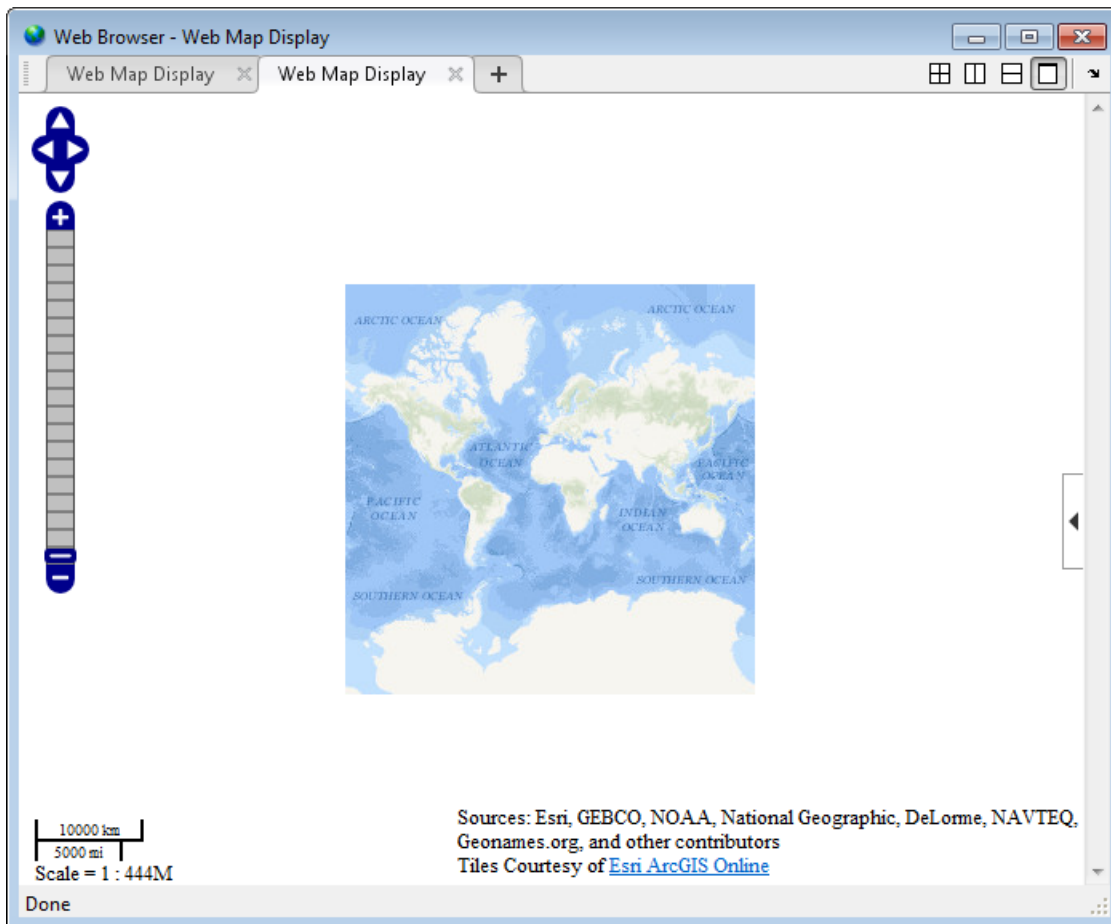 Web Browser - Web Map Display
Web Map Display
Web Map Display
ARCTIC OCEAN
ARCTIC OCEAN
ATLANTIC
OCEAN
PACIFIC
OCEAN
PACIFIC
OCEAN
INDIAN
OCEAN
SOUTHERN OCEAN
SOUTHERN OCEAN
10000 km
5000 mi
Scale = 1 : 444M
Sources: Esri, GEBCO, NOAA, National Geographic, DeLorme, NAVTEQ,
Geonames.org, and other contributors
Tiles Courtesy of Esri ArcGIS Online
Done